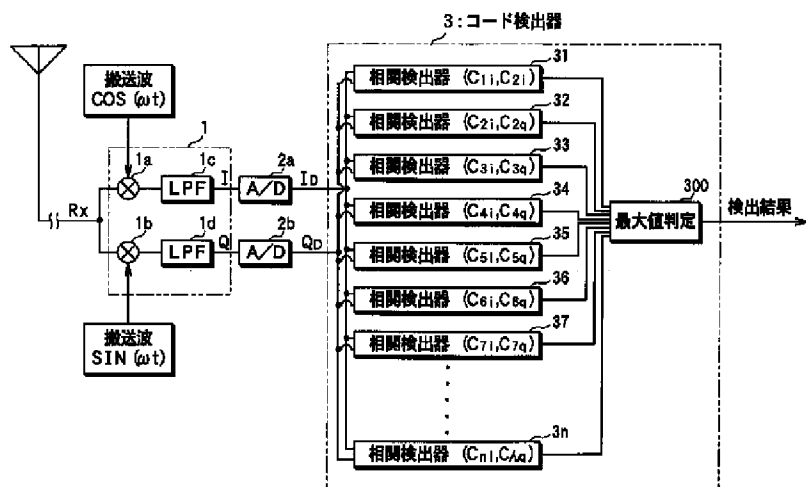 3:コード検出器
搬送波
COS(ωt)
1
1a
1c
LPF
I
2a
A/D
ID
Rx
1b
1d
LPF
Q
2b
A/D
QD
搬送波
SIN(ωt)
31
相関検出器 (C1i,C2i)
32
相関検出器 (C2i,C2q)
33
相関検出器 (C3i,C3q)
34
相関検出器 (C4i,C4q)
35
相関検出器 (C5i,C5q)
36
相関検出器 (C6i,C6q)
37
相関検出器 (C7i,C7q)
3n
相関検出器 (Cni,Cnq)
300
最大値判定
検出結果